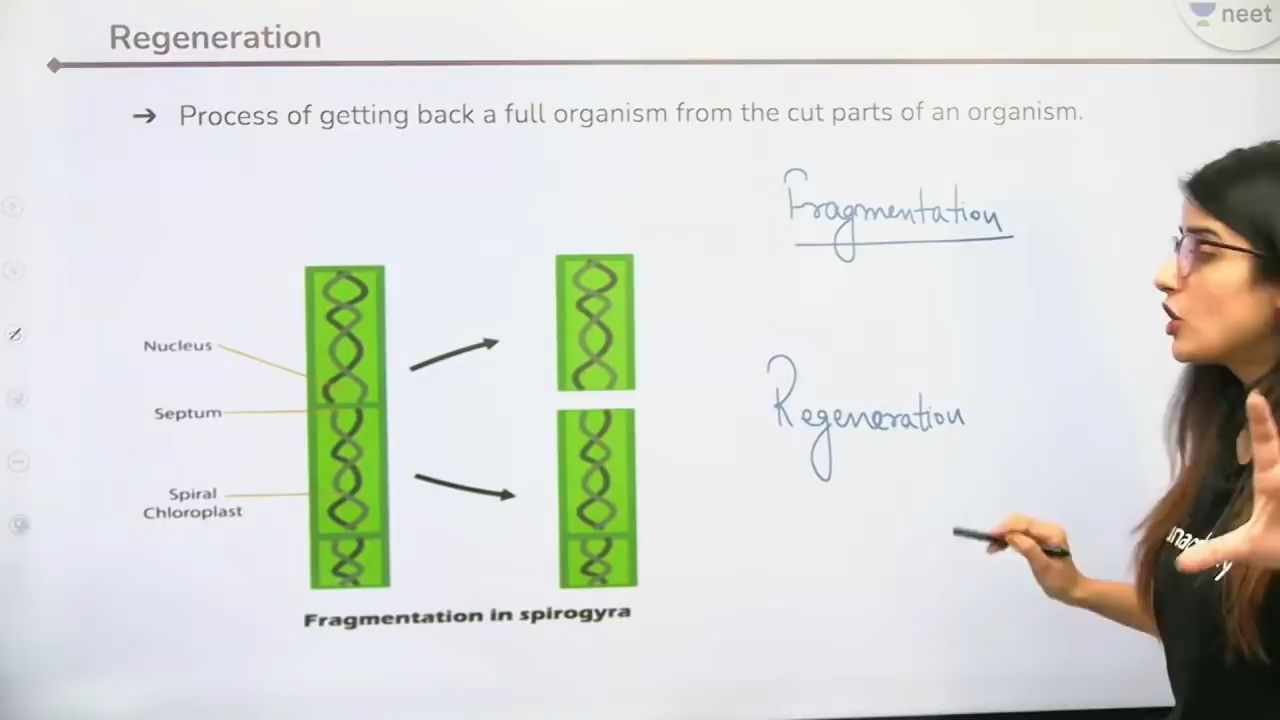 Regeneration
neet
→ Process of getting back a full organism from the cut parts of an organism.
Fragmentation
Nucleus
Septum
Regeneration
Spiral
Chloroplast
Fragmentation in spirogyra